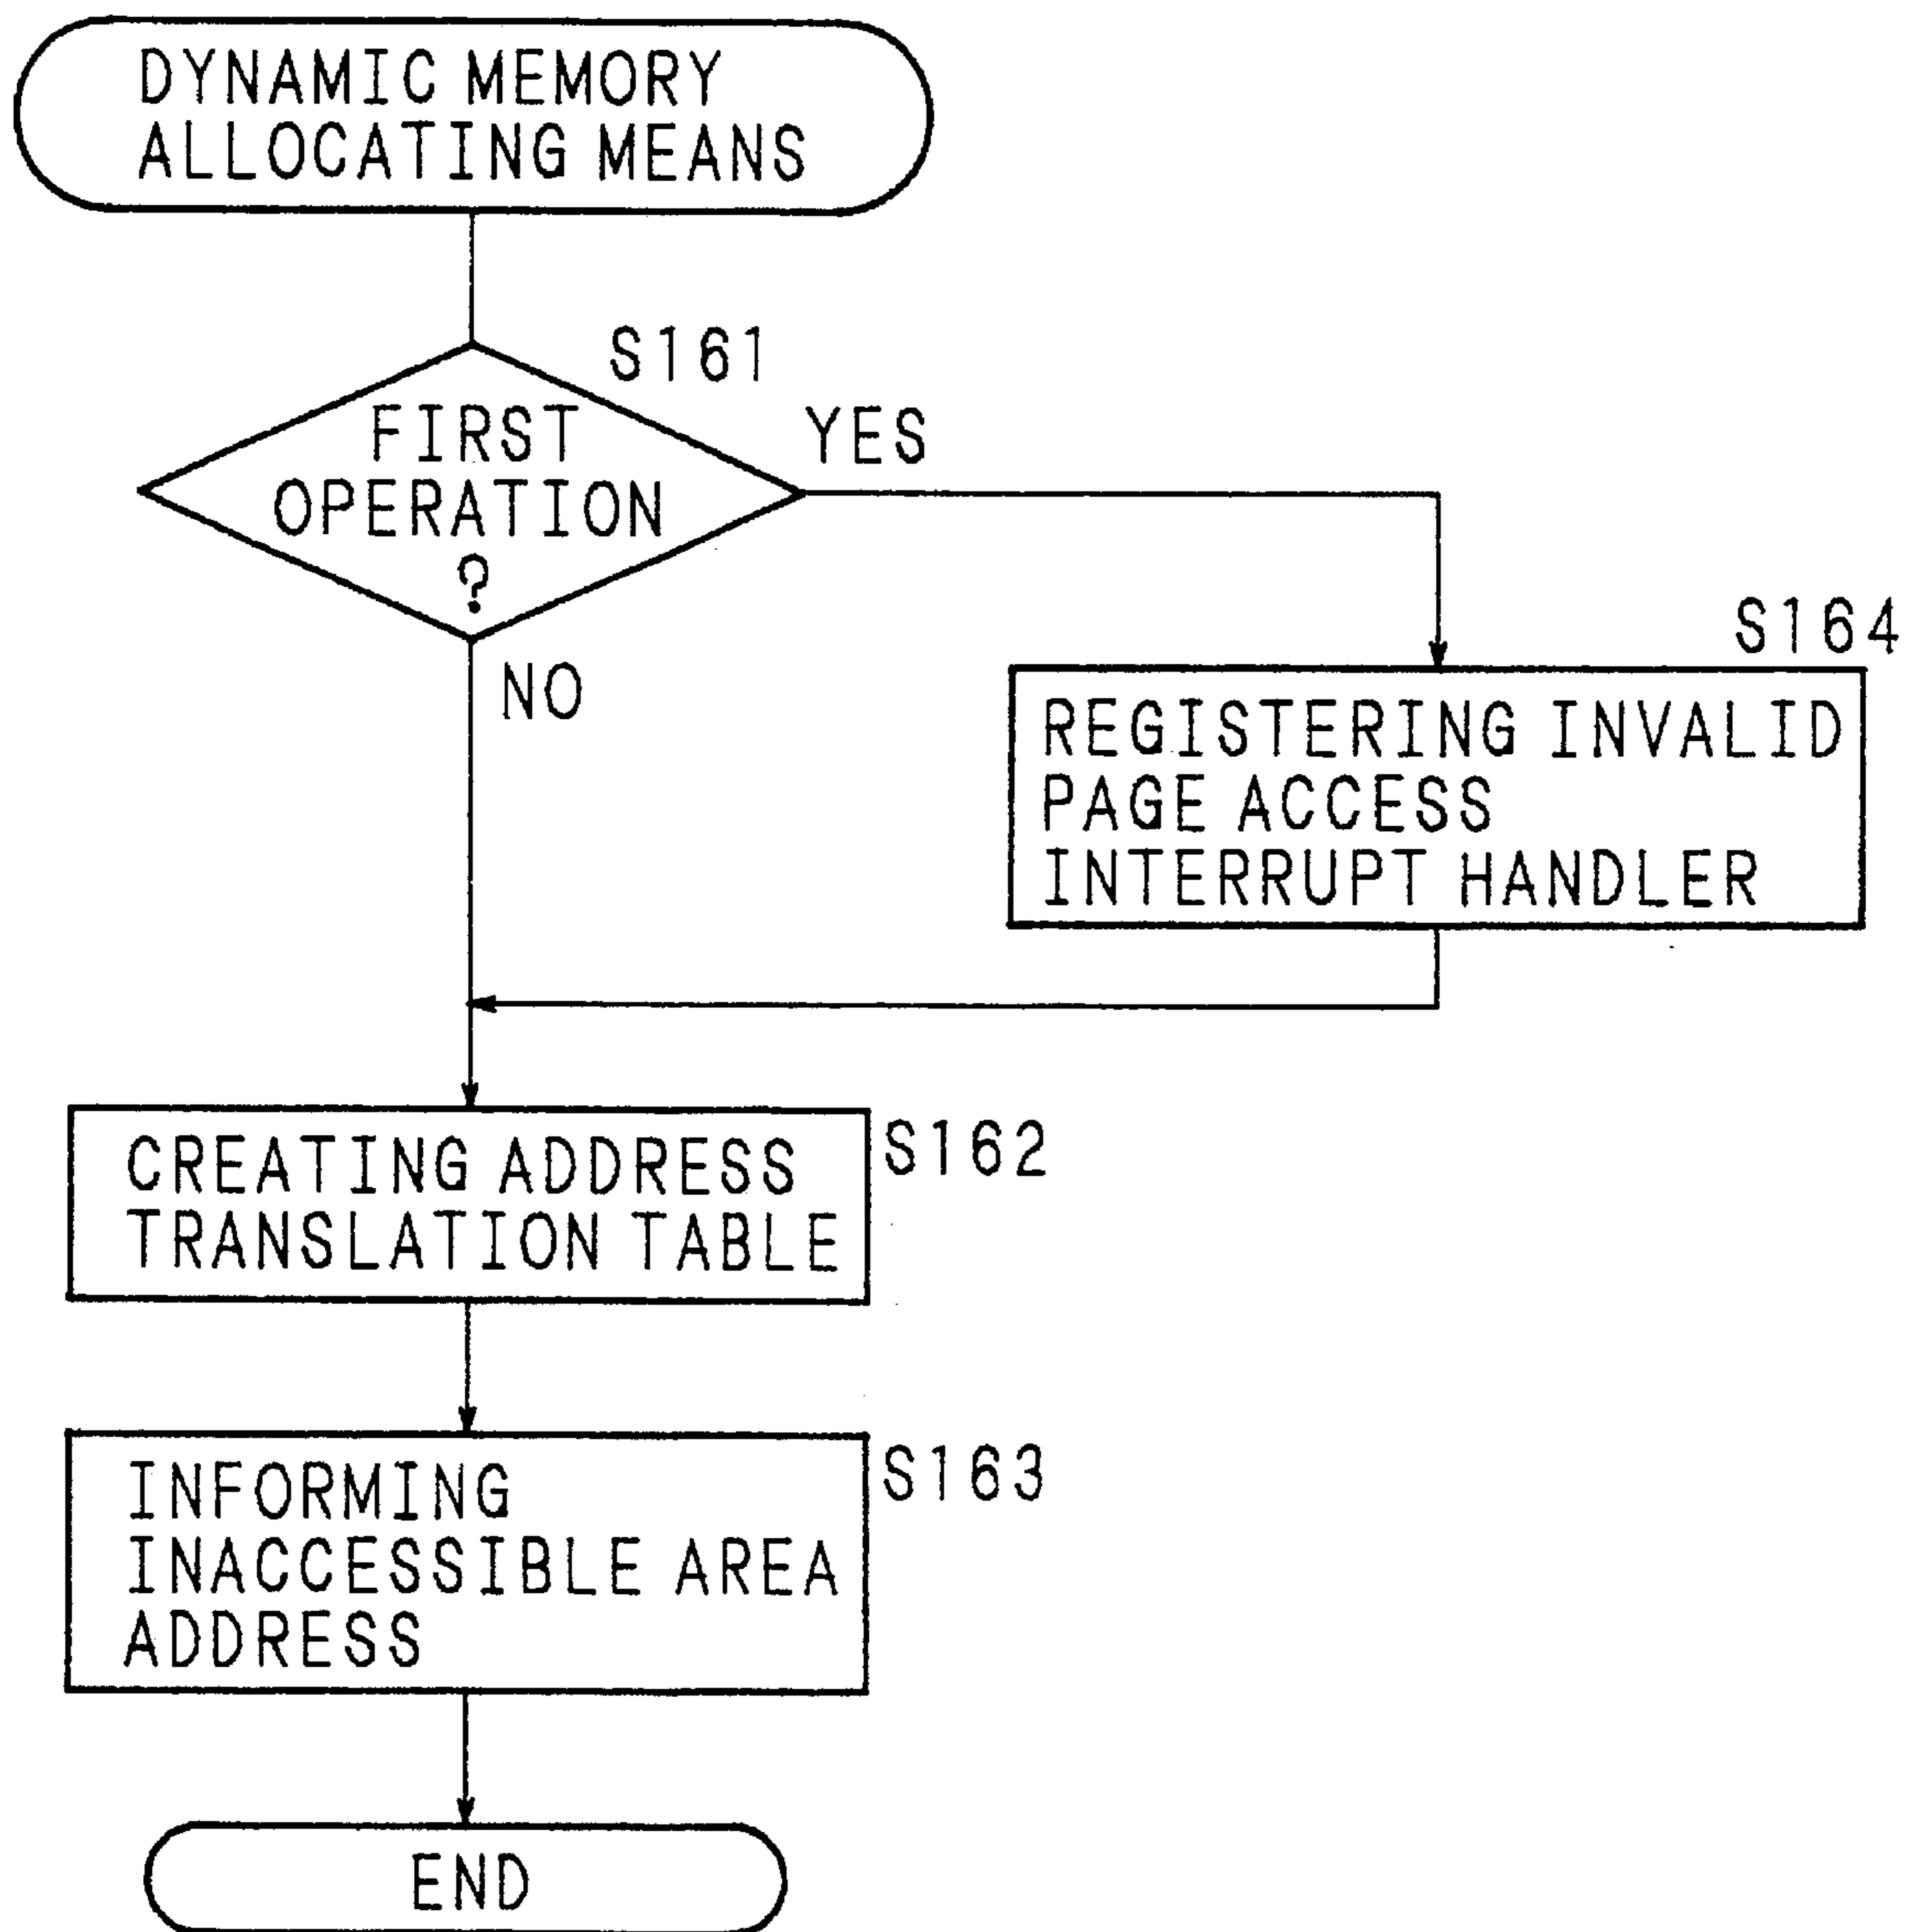 DYNAMIC MEMORY
ALLOCATING MEANS
S161
FIRST
OPERATION
?
YES
NO
S164
REGISTERING INVALID
PAGE ACCESS
INTERRUPT HANDLER
CREATING ADDRESS
TRANSLATION TABLE
S162
INFORMING
INACCESSIBLE AREA
ADDRESS
S163
END